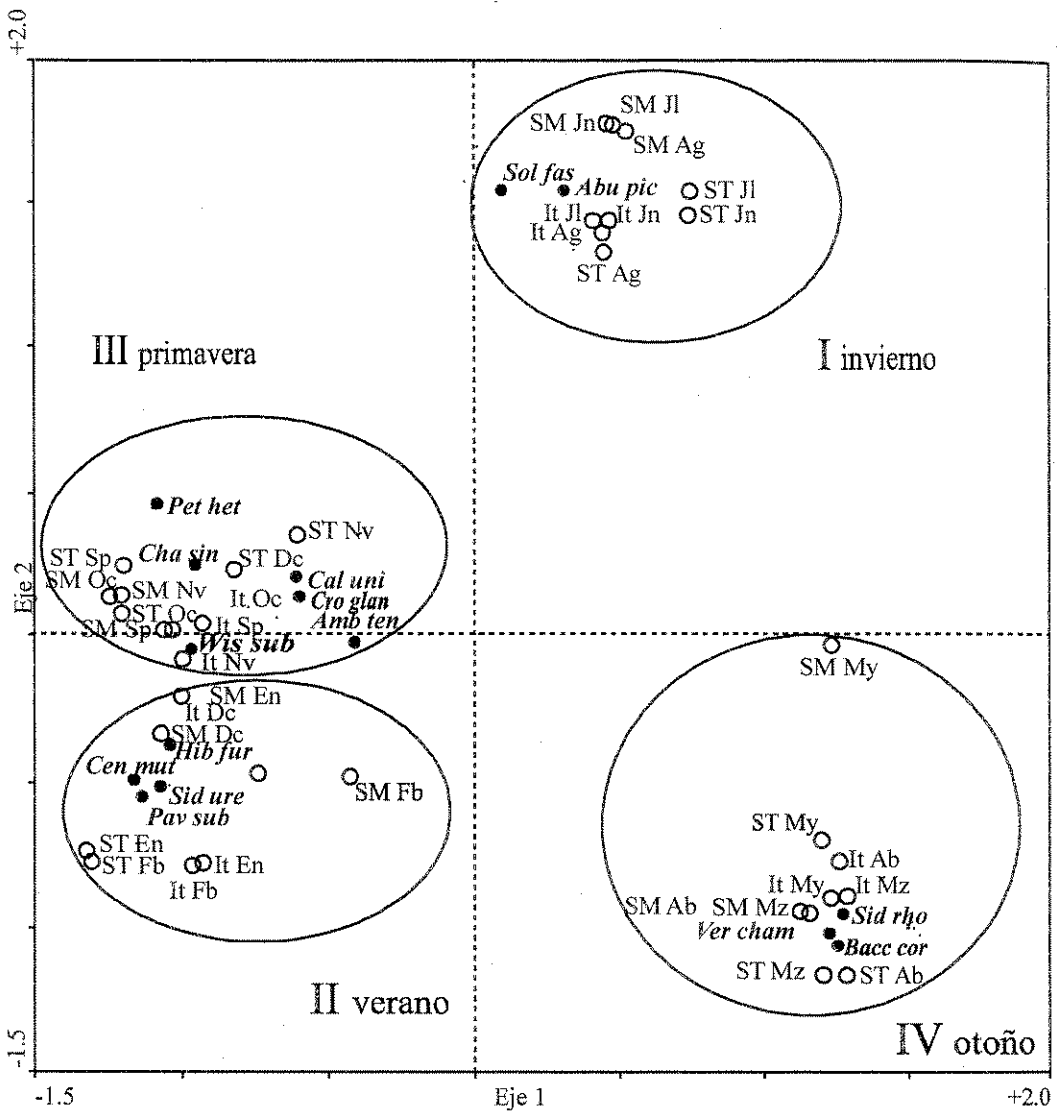 +2.0
SM Jl
SM Jn
SM Ag
Sol fas
Abu pic
ST Jl
It Jl
It Jn
ST Jn
It Ag
ST Ag
III primavera
I invierno
Pet het
ST Nv
ST Sp
Cha sin
ST Dc
SM Oc
SM Nv
Cal uni
It Oc
Cro glan
ST Oc
Amb ten
SM Sp
It Sp
Eje 2
Wis sub
It Nv
SM My
SM En
It Dc
SM Dc
Hib fur
Cen mut
Sid ure
SM Fb
Pav sub
ST My
ST En
ST Fb
It En
It Ab
It Fb
It My
It Mz
SM Ab
SM Mz
Sid rho
Ver cham
Bacc cor
ST Mz
ST Ab
II verano
IV otoño
-1.5
-1.5
Eje 1
+2.0